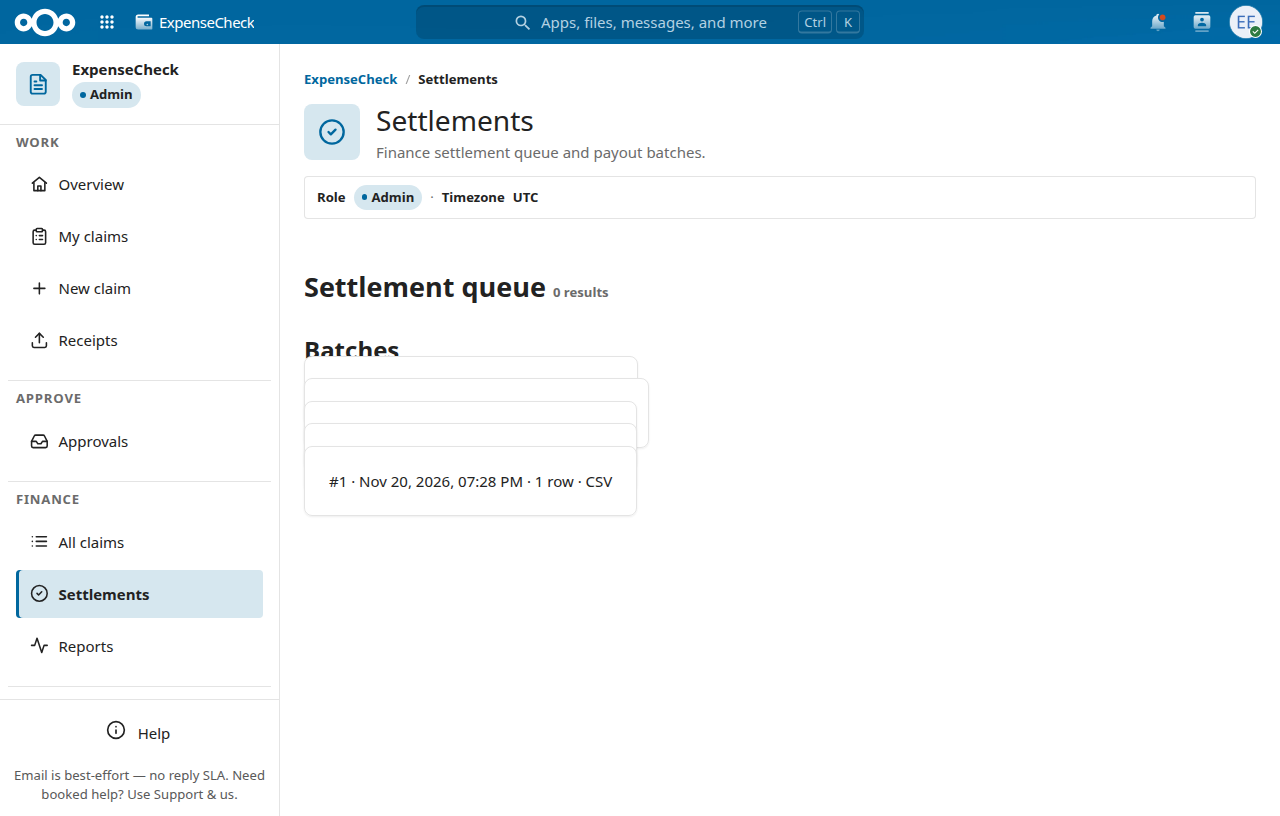 ExpenseCheck
Apps, files, messages, and more
Ctrl
K
EF
ExpenseCheck
Admin
WORK
Overview
My claims
New claim
Receipts
APPROVE
Approvals
FINANCE
All claims
Settlements
Reports
Help
Email is best-effort — no reply SLA. Need
booked help? Use Support & us.
ExpenseCheck / Settlements
Settlements
Finance settlement queue and payout batches.
Role Admin · Timezone UTC
Settlement queue 0 results
Batches
#1 · Nov 20, 2026, 07:28 PM · 1 row · CSV